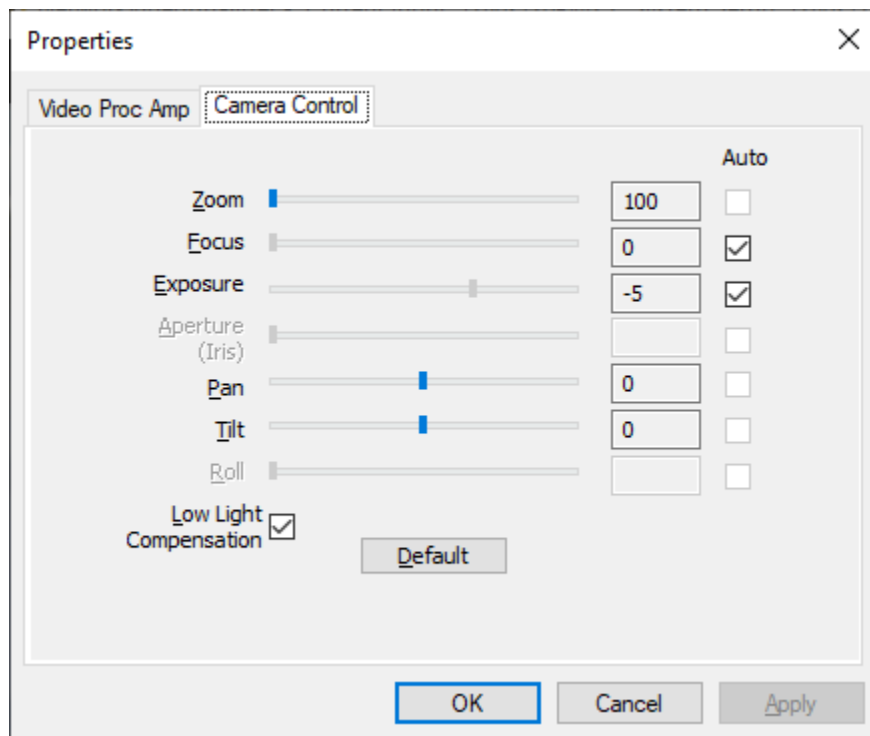 Properties
Video Proc Amp
Camera Control
Auto
Zoom 100
Focus 0
Exposure -5
Aperture
(Iris)
Pan 0
Tilt 0
Roll
Low Light
Compensation
Default
OK Cancel Apply